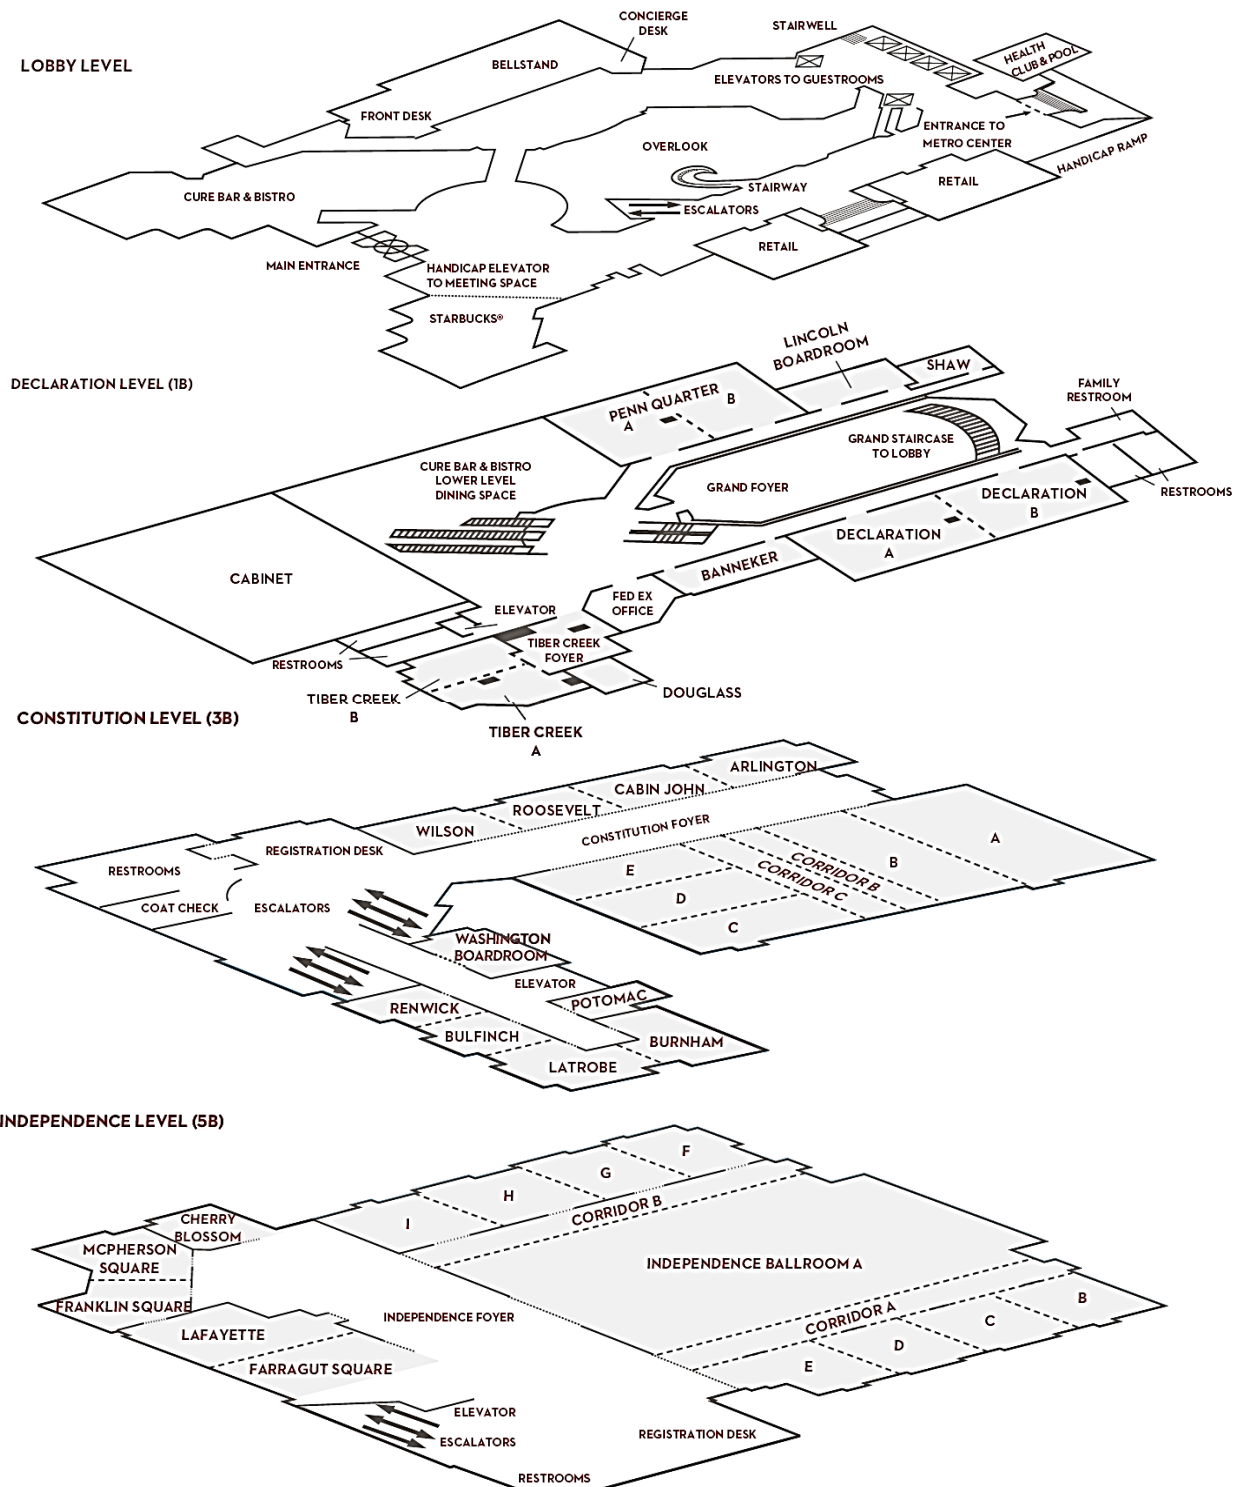 LOBBY LEVEL
CONCIERGE
DESK
STAIRWELL
BELLSTAND
HEALTH
CLUB & POOL
ELEVATORS TO GUESTROOMS
FRONT DESK
ENTRANCE TO
METRO CENTER
OVERLOOK
HANDICAP RAMP
RETAIL
STAIRWAY
CURE BAR & BISTRO
ESCALATORS
RETAIL
MAIN ENTRANCE
HANDICAP ELEVATOR
TO MEETING SPACE
STARBUCKS®
DECLARATION LEVEL (1B)
LINCOLN
BOARDROOM
SHAW
FAMILY
RESTROOM
PENN QUARTER
A
B
GRAND STAIRCASE
TO LOBBY
CURE BAR & BISTRO
LOWER LEVEL
DINING SPACE
GRAND FOYER
RESTROOMS
DECLARATION
B
DECLARATION
A
BANNEKER
CABINET
FED EX
OFFICE
ELEVATOR
TIBER CREEK
FOYER
RESTROOMS
DOUGLASS
TIBER CREEK
B
TIBER CREEK
A
CONSTITUTION LEVEL (3B)
ARLINGTON
CABIN JOHN
ROOSEVELT
WILSON
CONSTITUTION FOYER
REGISTRATION DESK
A
B
CORRIDOR B
CORRIDOR C
E
D
C
RESTROOMS
COAT CHECK
ESCALATORS
WASHINGTON
BOARDROOM
ELEVATOR
POTOMAC
RENWICK
BULFINCH
BURNHAM
LATROBE
INDEPENDENCE LEVEL (5B)
F
G
H
I
CORRIDOR B
CHERRY
BLOSSOM
MCPHERSON
SQUARE
INDEPENDENCE BALLROOM A
FRANKLIN SQUARE
INDEPENDENCE FOYER
CORRIDOR A
B
C
D
E
LAFAYETTE
FARRAGUT SQUARE
ELEVATOR
ESCALATORS
REGISTRATION DESK
RESTROOMS